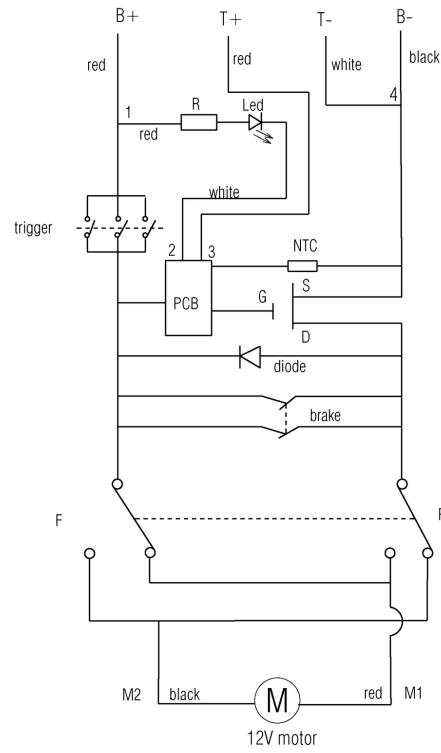 B+ T+ T- B-
red red white black
1 R Led 4
red
white
trigger
2 3 NTC
PCB G S
D
diode
brake
F
M2 black M red M1
12V motor